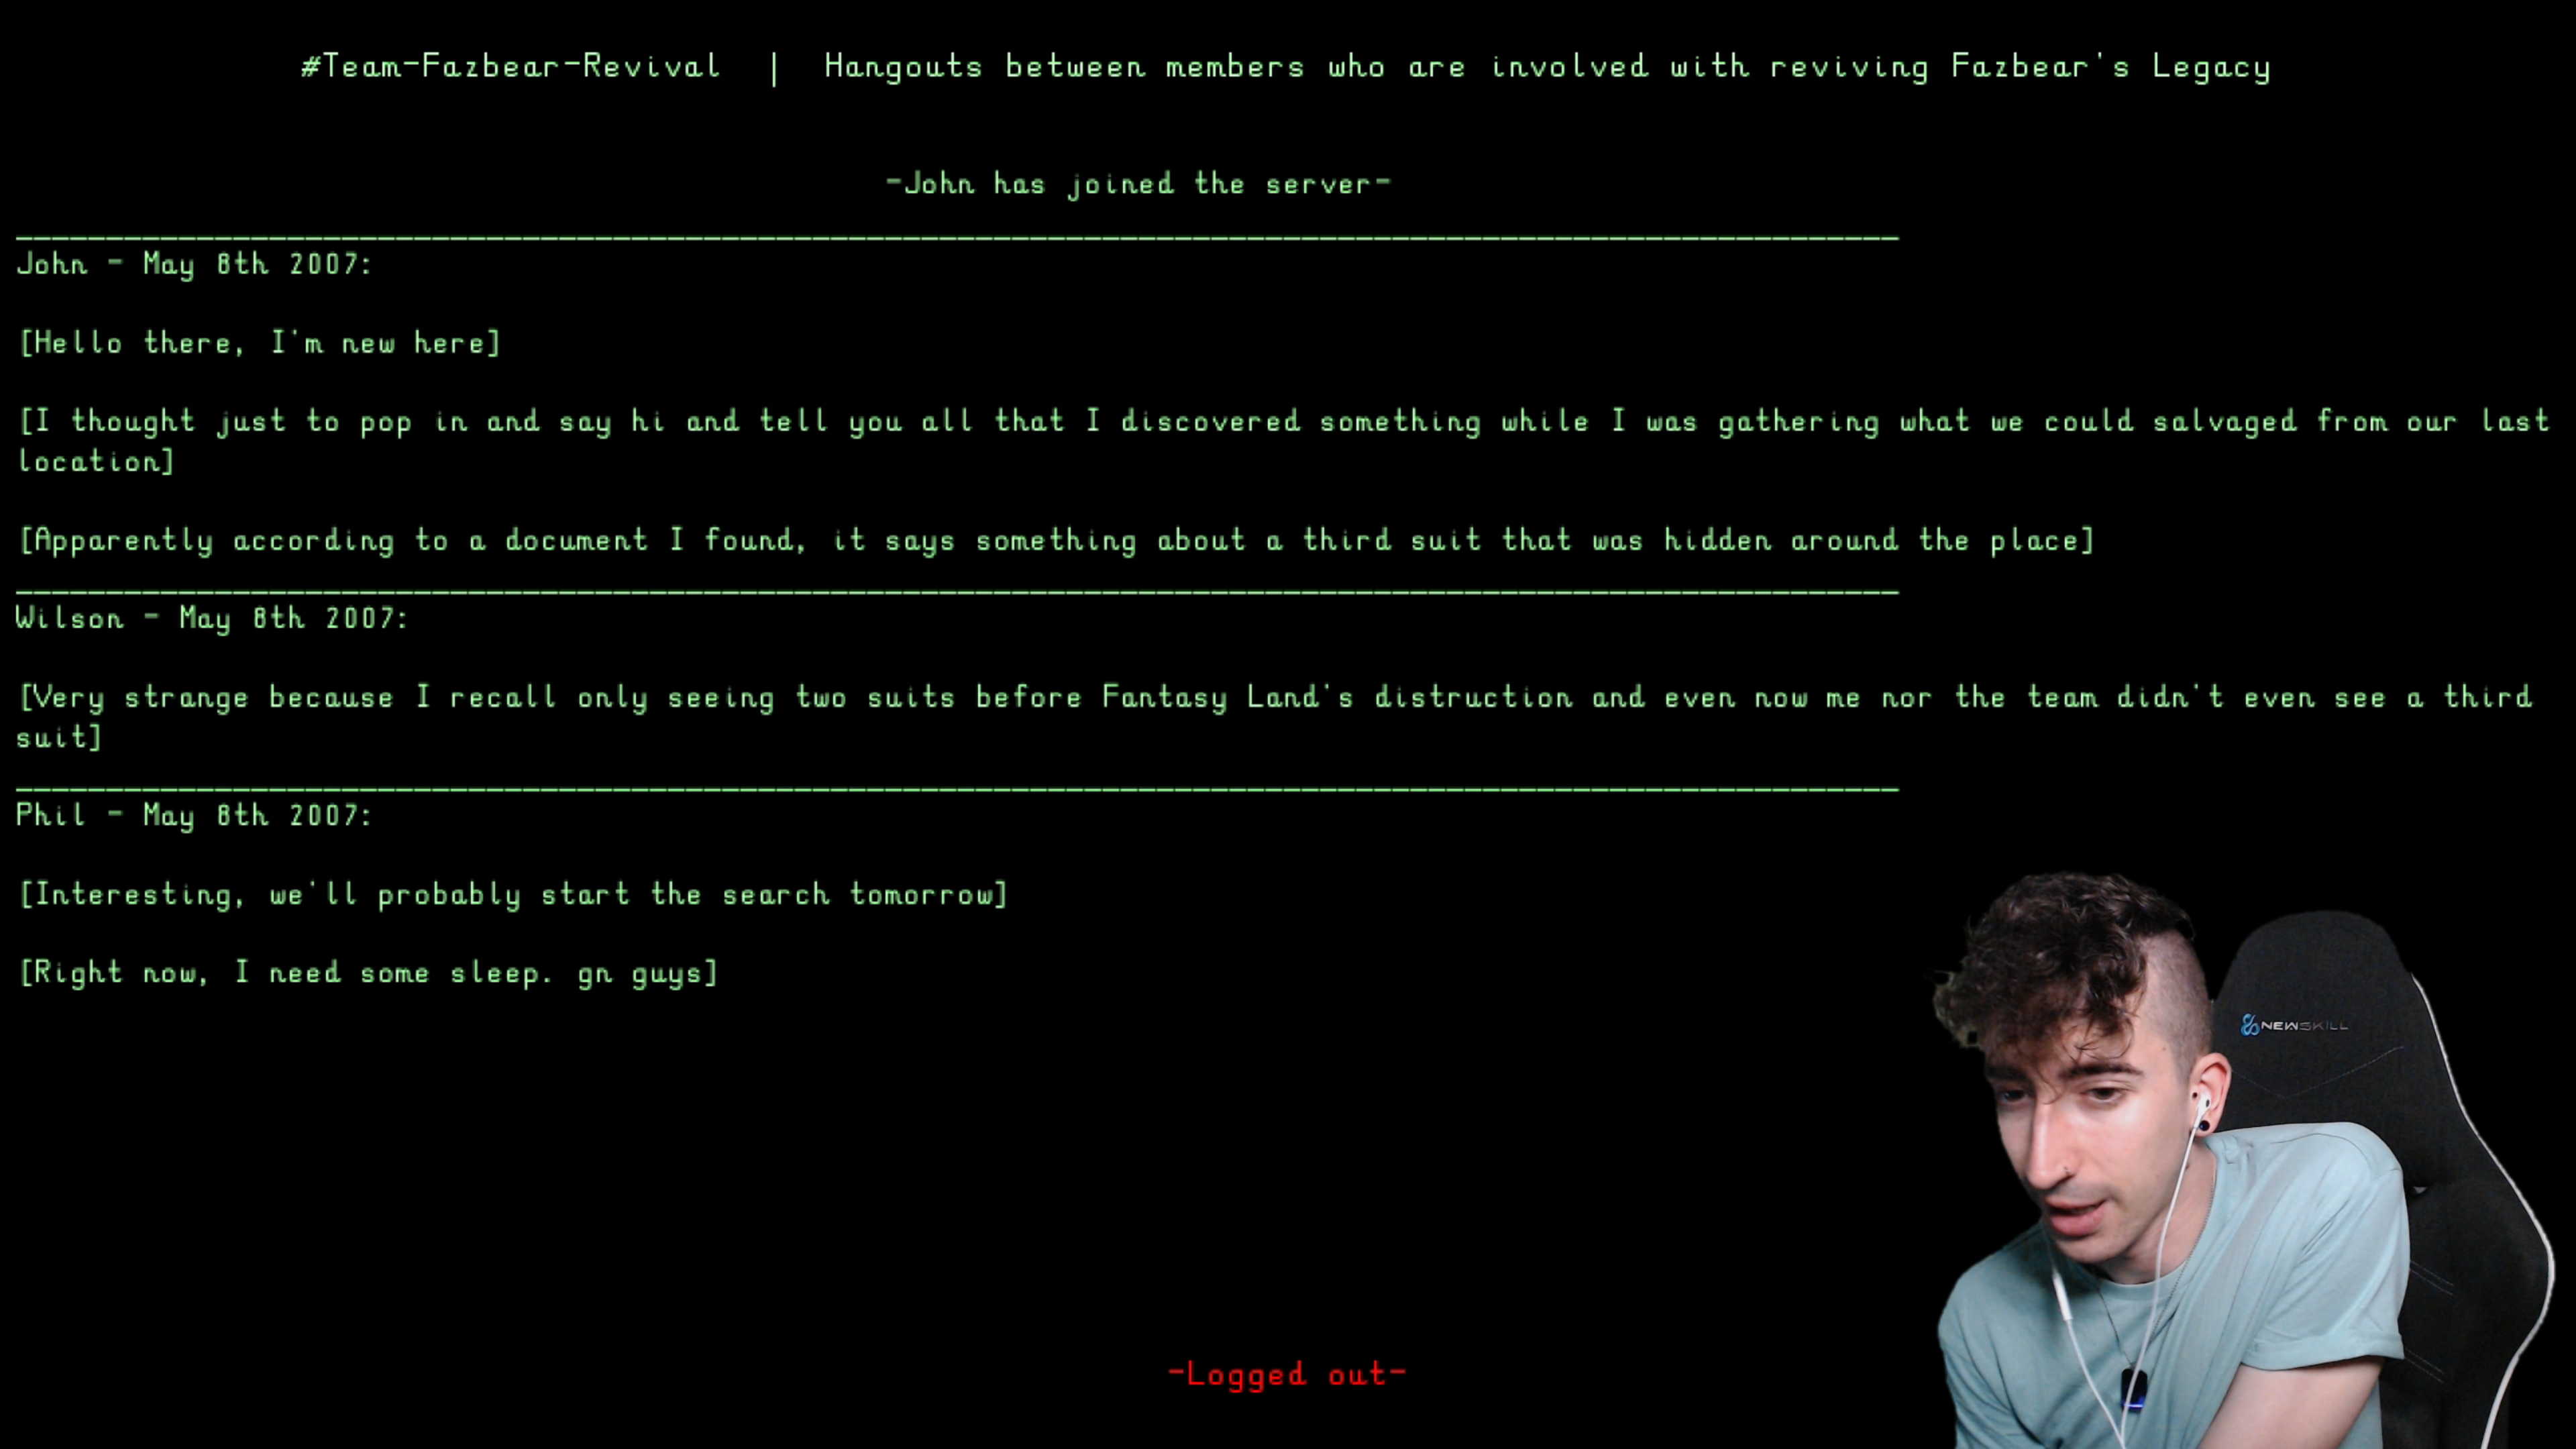 #Team-Fazbear-Revival | Hangouts between members who are involved with reviving Fazbear's Legacy
-John has joined the server-
John - May 8th 2007:
[Hello there, I'm new here]
[I thought just to pop in and say hi and tell you all that I discovered something while I was gathering what we could salvaged from our last
location]
[Apparently according to a document I found, it says something about a third suit that was hidden around the place]
Wilson - May 8th 2007:
[Very strange because I recall only seeing two suits before Fantasy Land's distruction and even now me nor the team didn't even see a third
suit]
Phil - May 8th 2007:
[Interesting, we'll probably start the search tomorrow]
[Right now, I need some sleep. gn guys]
NEWSKILL
-Logged out-